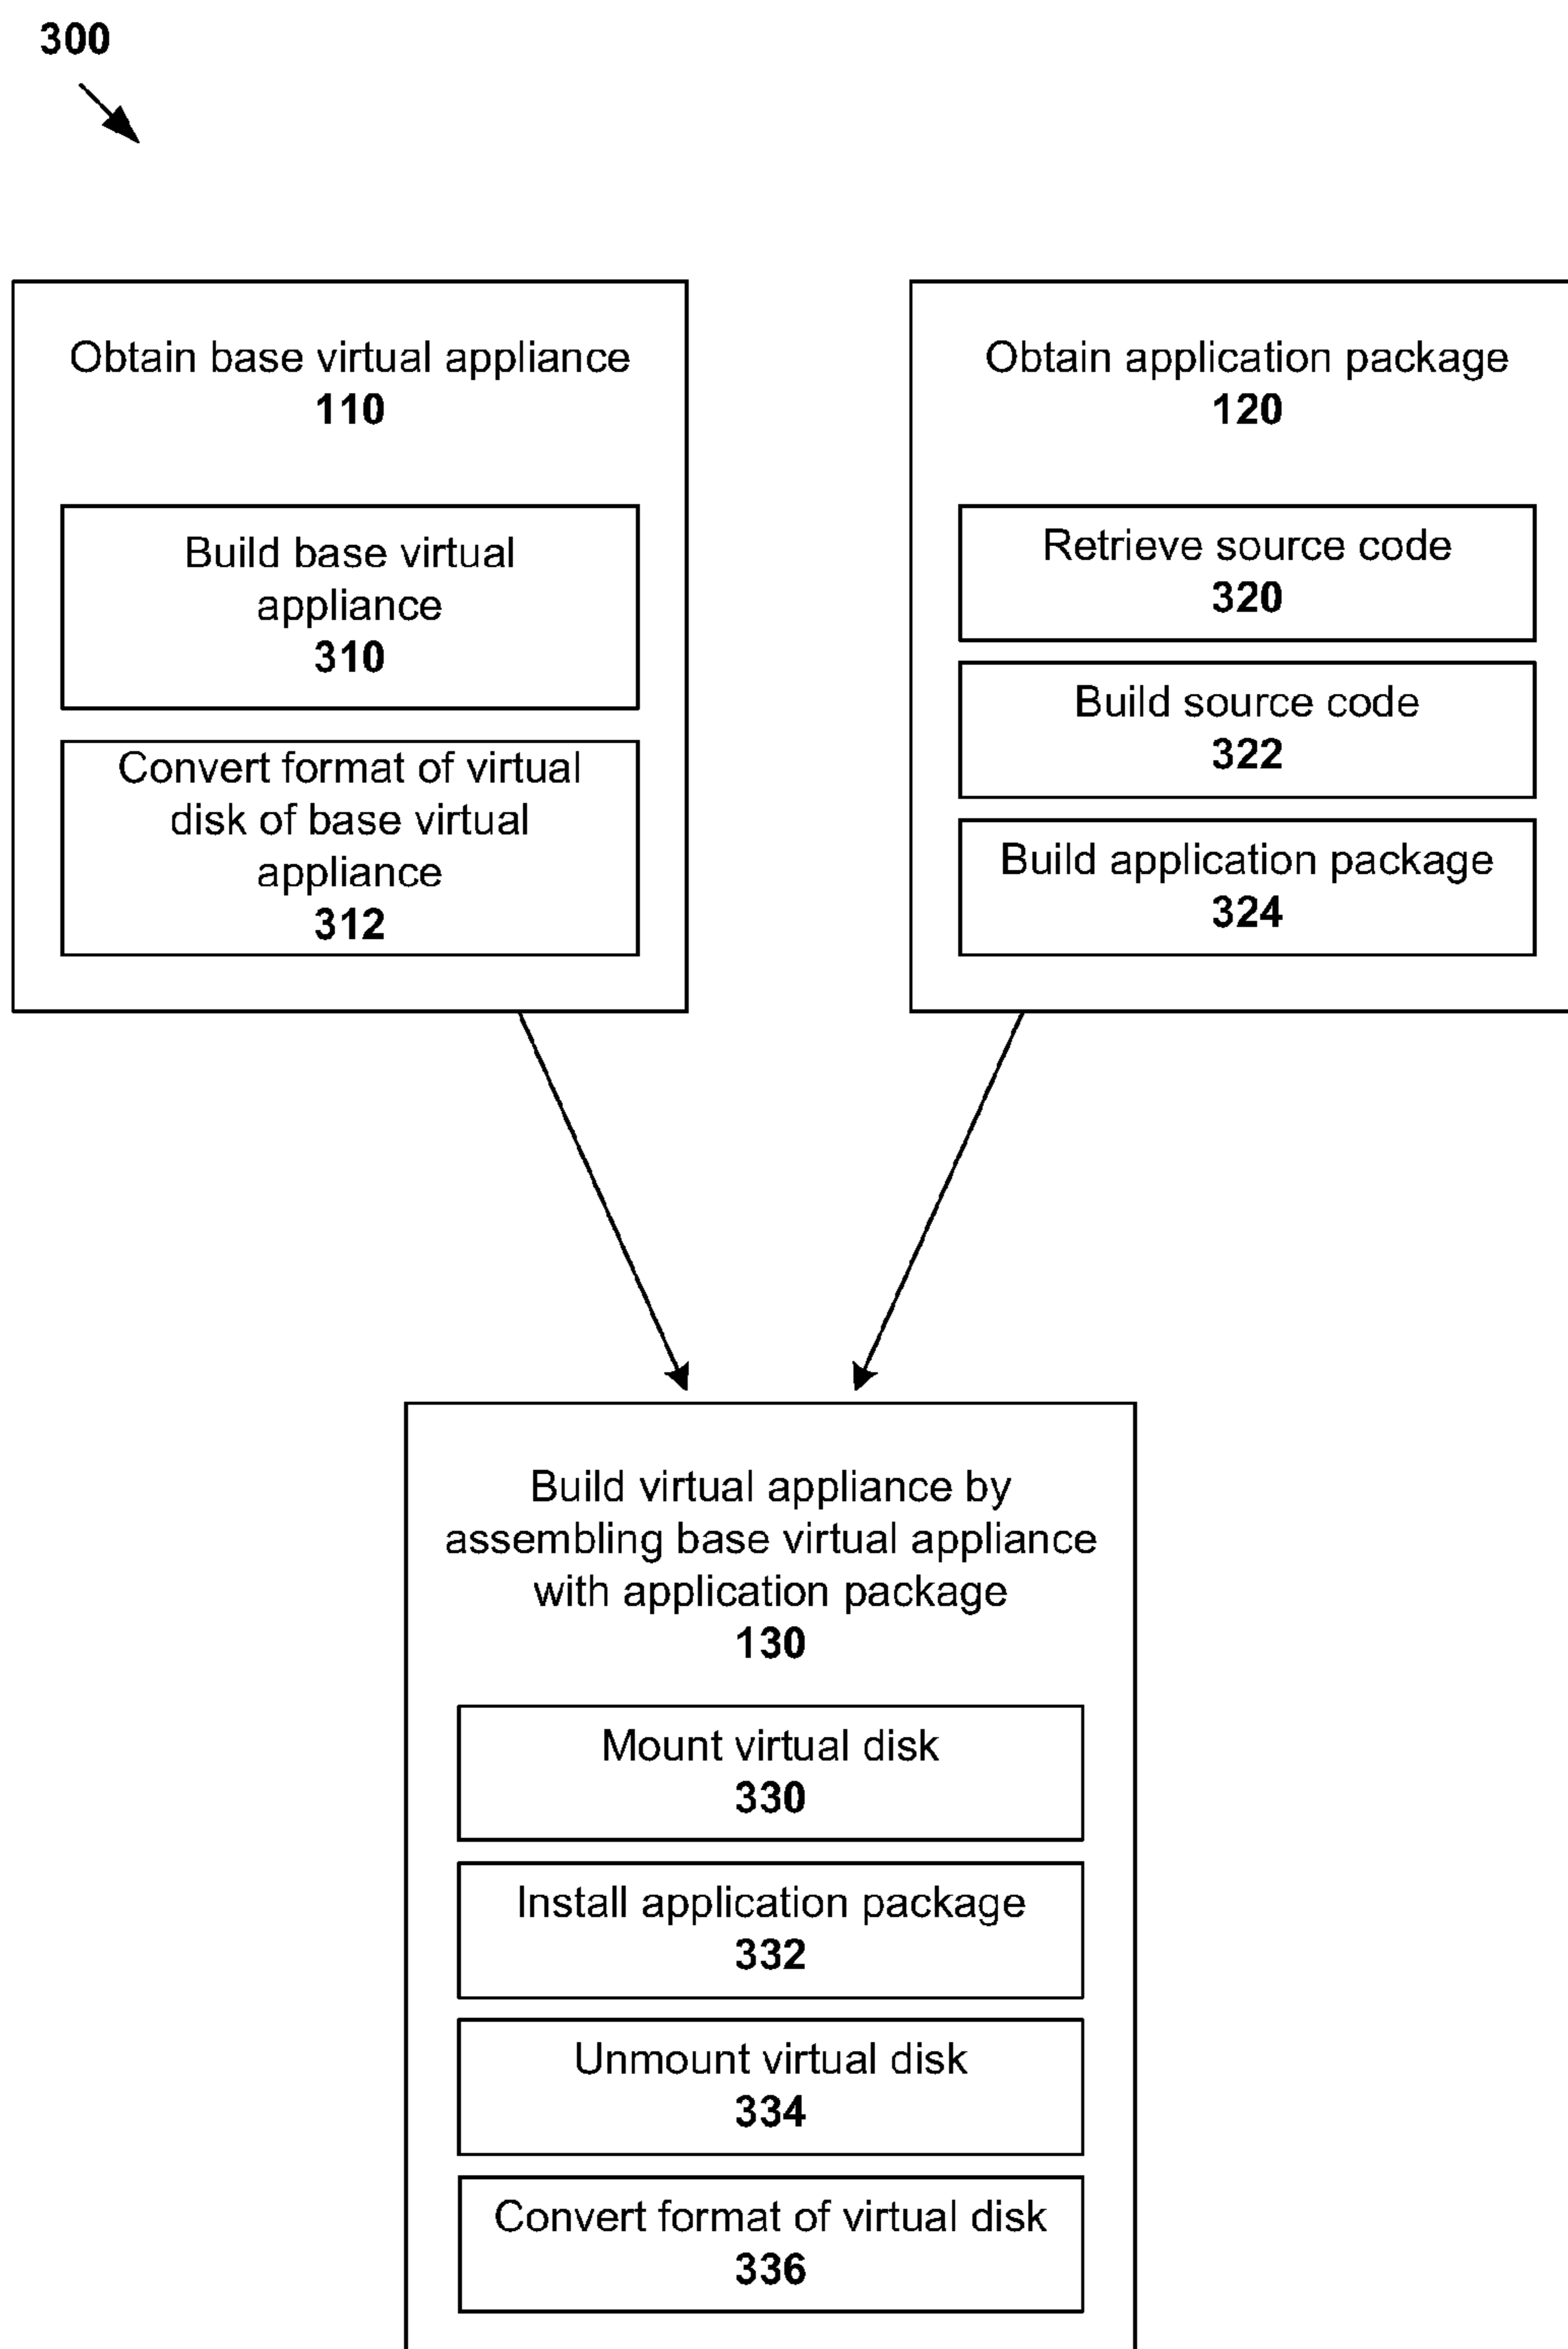 300
Obtain base virtual appliance
110
Build base virtual
appliance
310
Convert format of virtual
disk of base virtual
appliance
312
Obtain application package
120
Retrieve source code
320
Build source code
322
Build application package
324
Build virtual appliance by
assembling base virtual appliance
with application package
130
Mount virtual disk
330
Install application package
332
Unmount virtual disk
334
Convert format of virtual disk
336